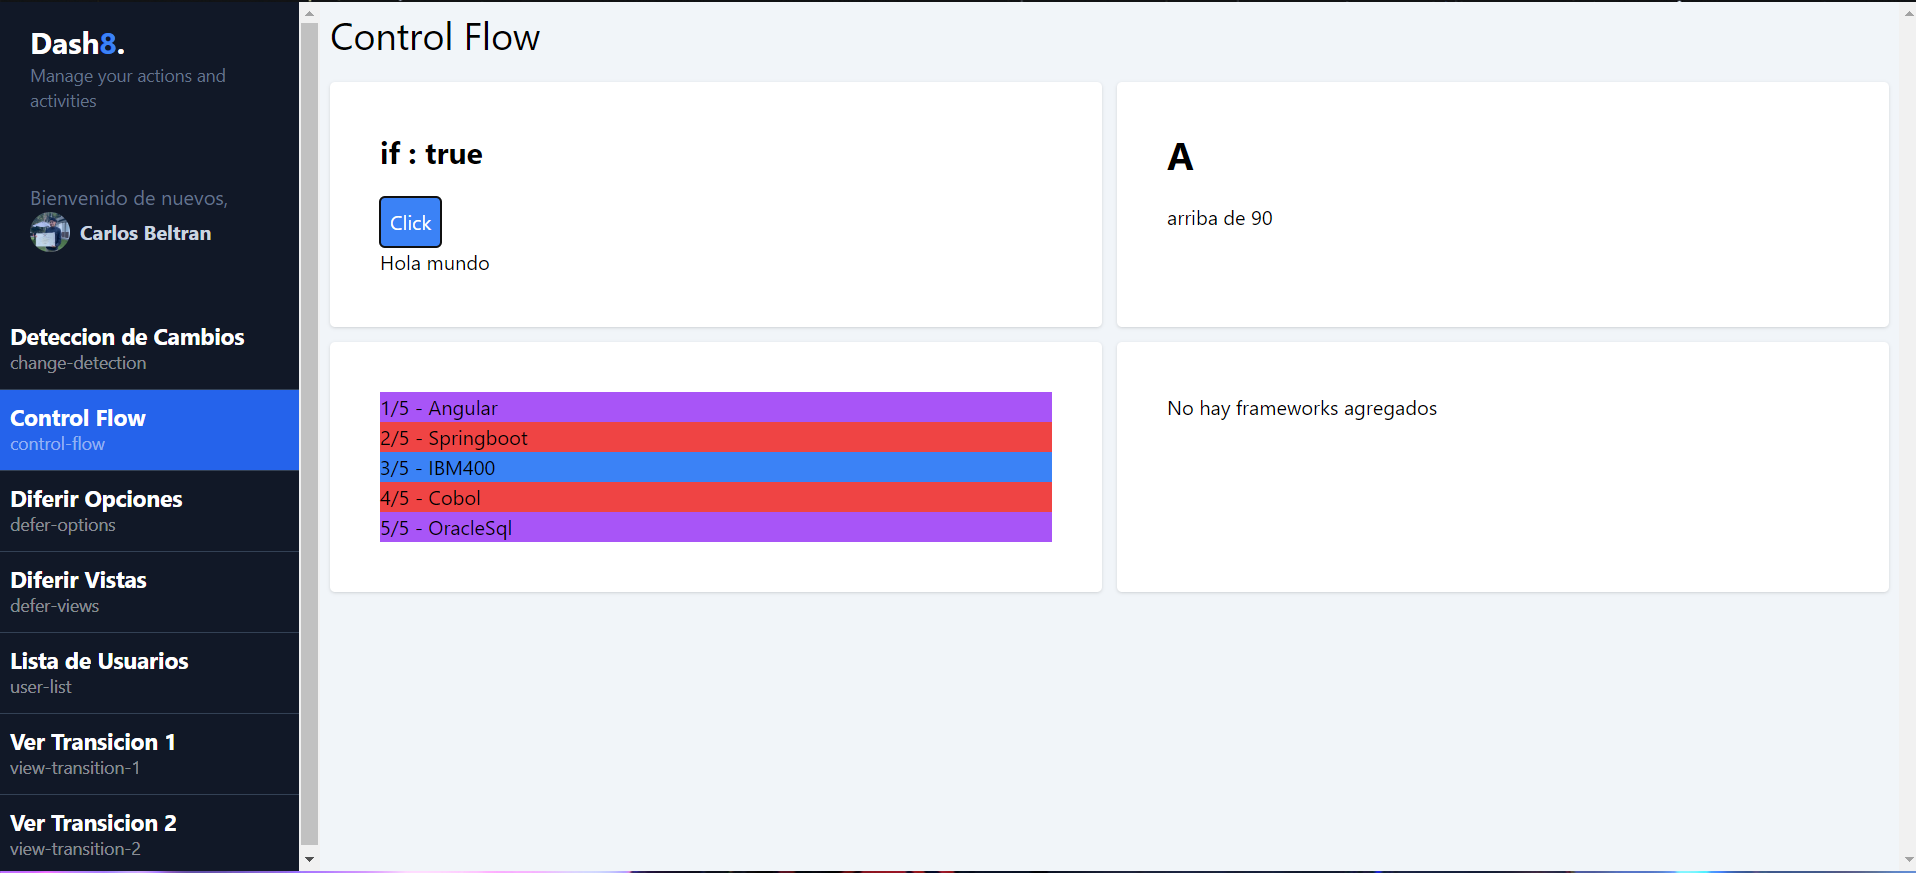 Dash8.
Manage your actions and
activities
Bienvenido de nuevos,
Carlos Beltran
Deteccion de Cambios
change-detection
Control Flow
control-flow
Diferir Opciones
defer-options
Diferir Vistas
defer-views
Lista de Usuarios
user-list
Ver Transicion 1
view-transition-1
Ver Transicion 2
view-transition-2
Control Flow
if : true
Click
Hola mundo
A
arriba de 90
1/5 - Angular
2/5 - Springboot
3/5 - IBM400
4/5 - Cobol
5/5 - OracleSql
No hay frameworks agregados